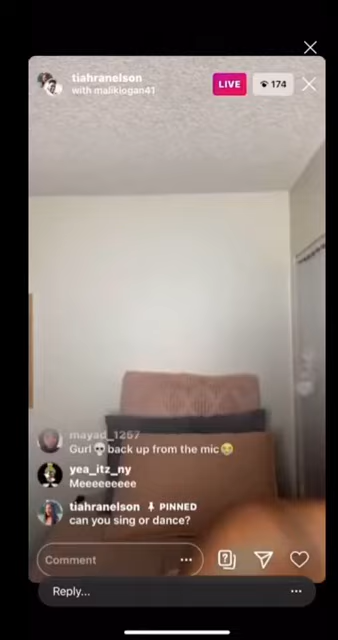 tiahranelson
with maliklogan41
LIVE
174
mayad_1257
Gurl💀back up from the mic😭
yea_itz_ny
Meeeeeeeee
tiahranelson PINNED
can you sing or dance?
Comment
Reply...